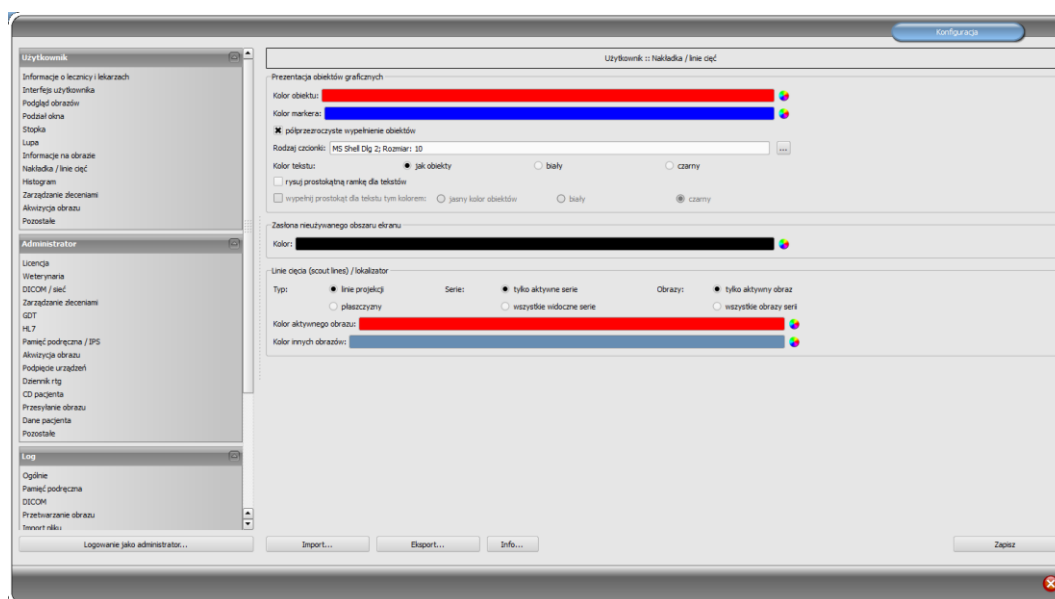 Konfiguracja
Użytkownik
Informacje o lecznicy i lekarzach
Interfejs użytkownika
Podgląd obrazów
Podział okna
Stopka
Lupa
Informacje na obrazie
Nakładka / linie cięć
Histogram
Zarządzanie zleceniami
Akwizycja obrazu
Pozostałe
Administrator
Licencja
Weterynaria
DICOM / sieć
Zarządzanie zleceniami
GDT
HL7
Pamięć podręczna / IPS
Akwizycja obrazu
Podpięcie urządzeń
Dziennik rtg
CD pacjenta
Przesyłanie obrazu
Dane pacjenta
Pozostałe
Log
Ogólnie
Pamięć podręczna
DICOM
Przetwarzanie obrazu
Import pliku
Logowanie jako administrator...
Użytkownik :: Nakładka / linie cięć
Prezentacja obiektów graficznych
Kolor obiektu:
Kolor markera:
półprzezroczyste wypełnienie obiektów
Rodzaj czcionki: MS Shell Dlg 2; Rozmiar: 10 ...
Kolor tekstu: jak obiekty biały czarny
rysuj prostokątną ramkę dla tekstów
wypełnij prostokąt dla tekstu tym kolorem: jasny kolor obiektów biały czarny
Zasłona nieużywanego obszaru ekranu
Kolor:
Linie cięcia (scout lines) / lokalizator
Typ: linie projekcji Serie: tylko aktywne serie Obrazy: tylko aktywny obraz
płaszczyzny wszystkie widoczne serie wszystkie obrazy serii
Kolor aktywnego obrazu:
Kolor innych obrazów:
Import... Eksport... Info... Zapisz